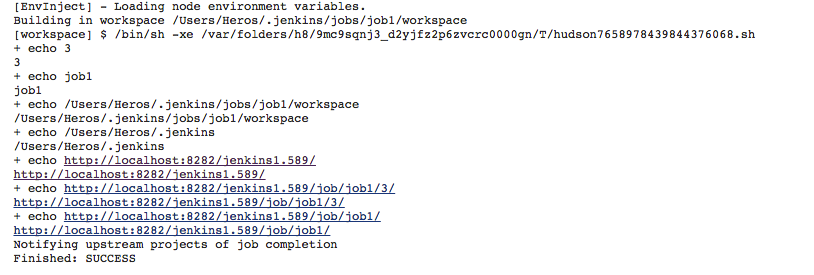 [EnvInject] - Loading node environment variables.
Building in workspace /Users/Heros/.jenkins/jobs/job1/workspace
[workspace] $ /bin/sh -xe /var/folders/h8/9mc9sqnj3_d2yjfz2p6zvcrc0000gn/T/hudson7658978439844376068.sh
+ echo 3
3
+ echo job1
job1
+ echo /Users/Heros/.jenkins/jobs/job1/workspace
/Users/Heros/.jenkins/jobs/job1/workspace
+ echo /Users/Heros/.jenkins
/Users/Heros/.jenkins
+ echo http://localhost:8282/jenkins1.589/
http://localhost:8282/jenkins1.589/
+ echo http://localhost:8282/jenkins1.589/job/job1/3/
http://localhost:8282/jenkins1.589/job/job1/3/
+ echo http://localhost:8282/jenkins1.589/job/job1/
http://localhost:8282/jenkins1.589/job/job1/
Notifying upstream projects of job completion
Finished: SUCCESS